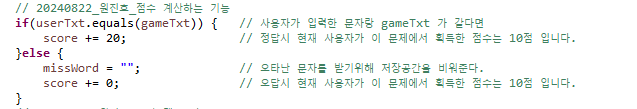 // 20240822_원진호_점수 계산하는 기능
if(userTxt.equals(gameTxt)) { // 사용자가 입력한 문자랑 gameTxt 가 같다면
score += 20; // 정답시 현재 사용자가 이 문제에서 획득한 점수는 10점 입니다.
}else {
missWord = ""; // 오타난 문자를 받기위해 저장공간을 비워준다.
score += 0; // 오답시 현재 사용자가 이 문제에서 획득한 점수는 10점 입니다.
}